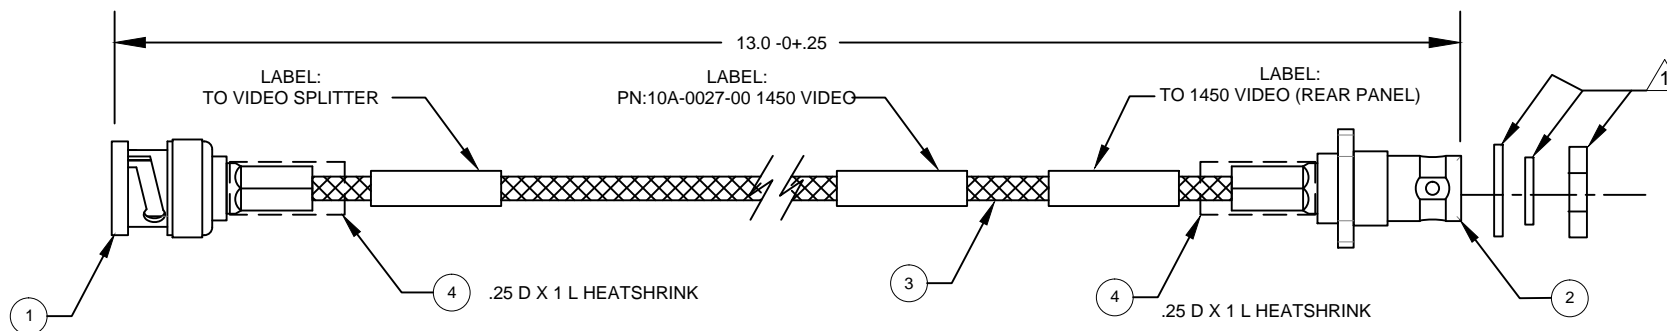 13.0 -0+.25
LABEL:
TO VIDEO SPLITTER
LABEL:
PN:10A-0027-00 1450 VIDEO
LABEL:
TO 1450 VIDEO (REAR PANEL)
1
1
4
.25 D X 1 L HEATSHRINK
3
4
.25 D X 1 L HEATSHRINK
2